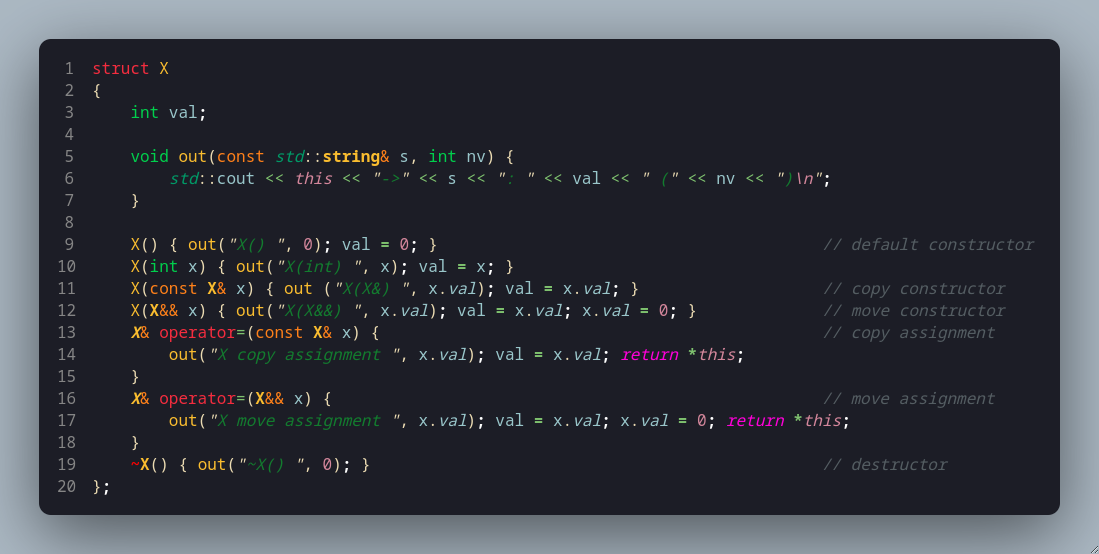 1 struct X
2 {
3     int val;
4
5     void out(const std::string& s, int nv) {
6         std::cout << this << "->" << s << ": " << val << " (" << nv << ")\n";
7     }
8
9     X() { out("X() ", 0); val = 0; }                                        // default constructor
10     X(int x) { out("X(int) ", x); val = x; }
11     X(const X& x) { out ("X(X&) ", x.val); val = x.val; }                   // copy constructor
12     X(X&& x) { out("X(X&&) ", x.val); val = x.val; x.val = 0; }             // move constructor
13     X& operator=(const X& x) {                                              // copy assignment
14         out("X copy assignment ", x.val); val = x.val; return *this;
15     }
16     X& operator=(X&& x) {                                                   // move assignment
17         out("X move assignment ", x.val); val = x.val; x.val = 0; return *this;
18     }
19     ~X() { out("~X() ", 0); }                                               // destructor
20 };